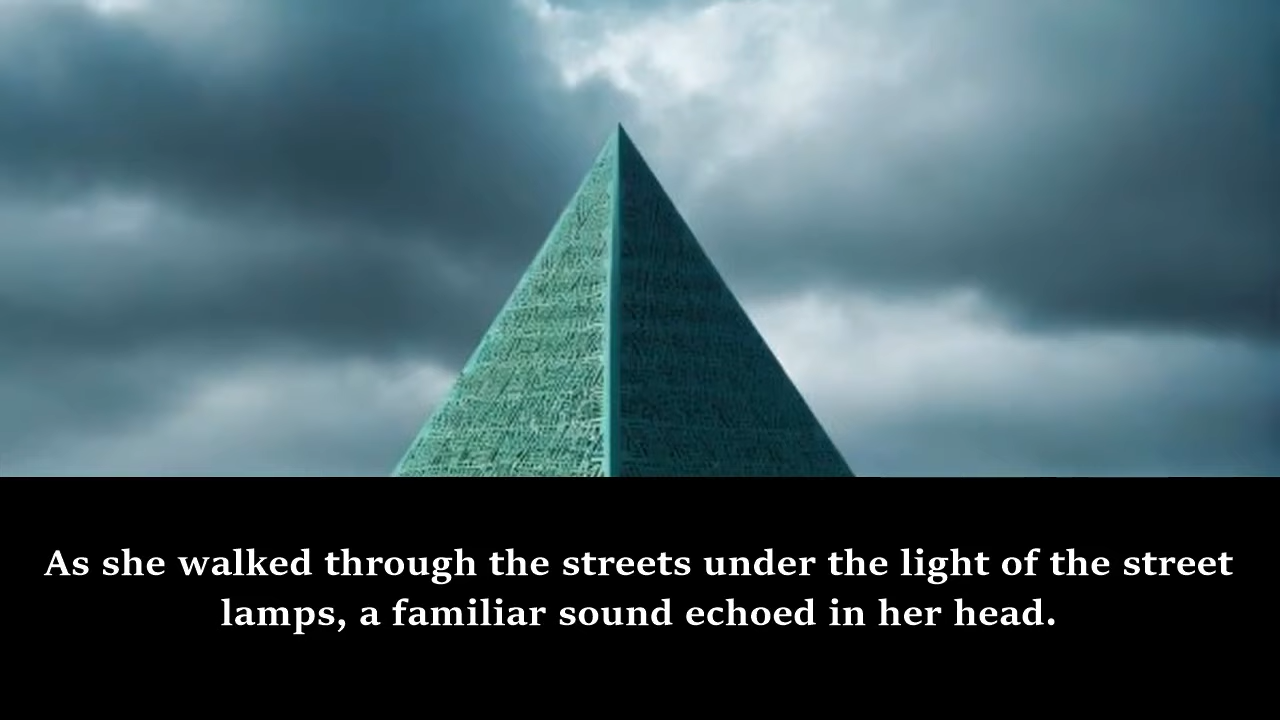 As she walked through the streets under the light of the street
lamps, a familiar sound echoed in her head.